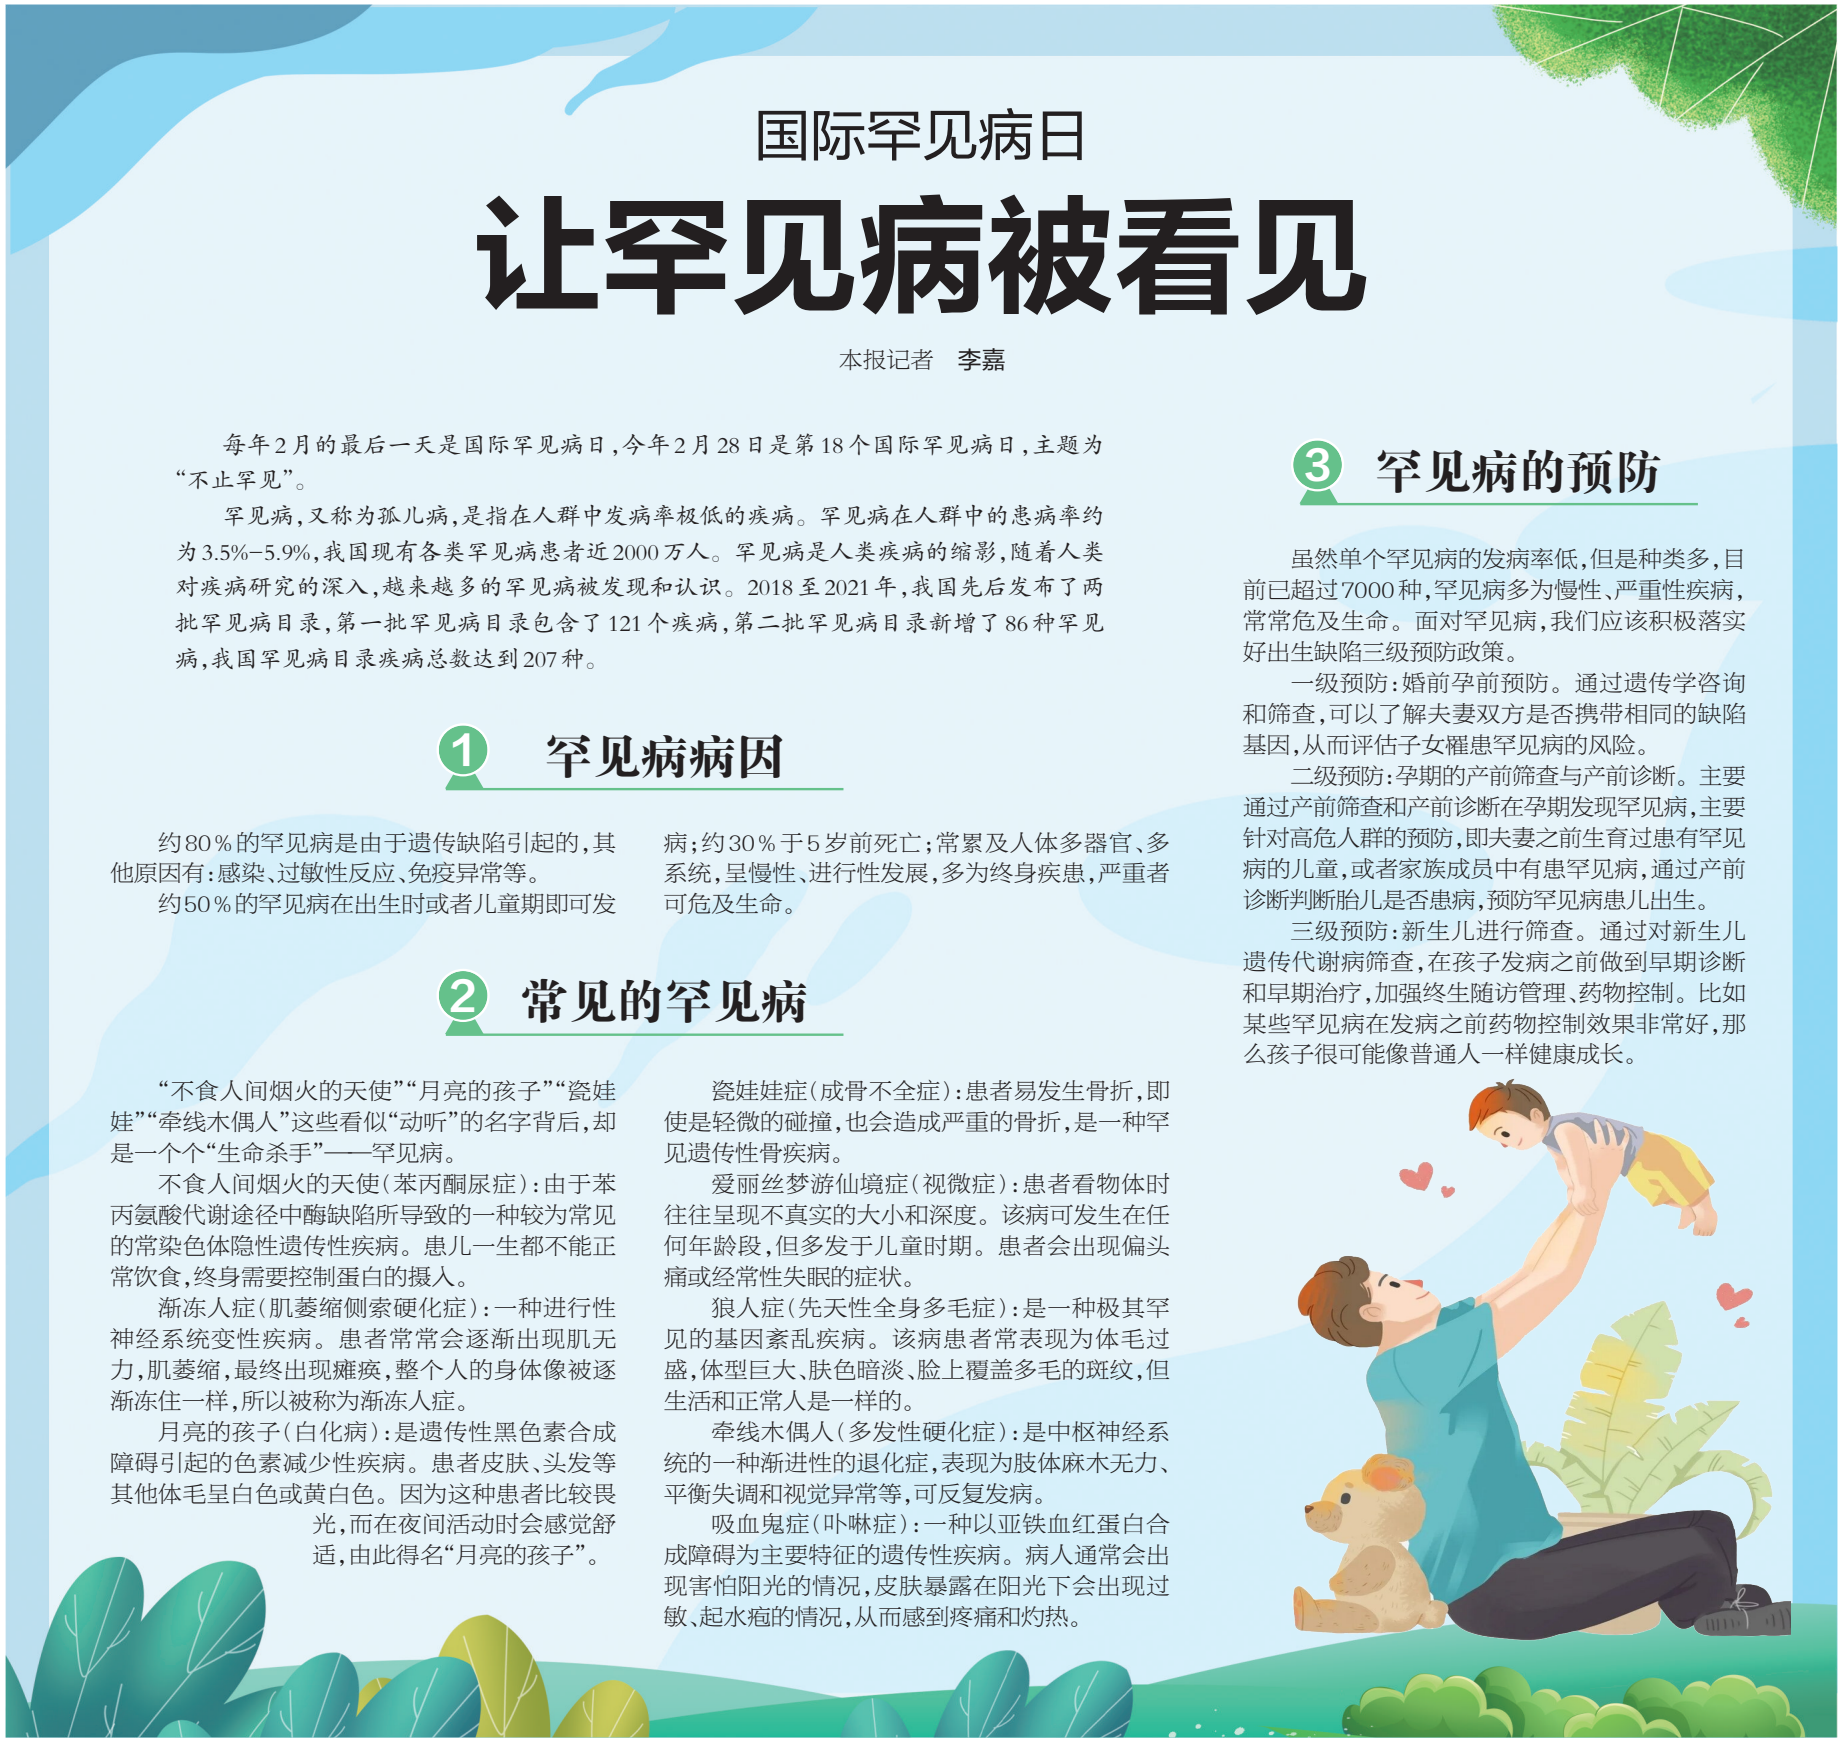 国际罕见病日
让罕见病被看见
本报记者 李嘉
每年2月的最后一天是国际罕见病日,今年2月28日是第18个国际罕见病日,主题为
“不止罕见”。
罕见病,又称为孤儿病,是指在人群中发病率极低的疾病。罕见病在人群中的患病率约
为3.5%-5.9%,我国现有各类罕见病患者近2000万人。罕见病是人类疾病的缩影,随着人类
对疾病研究的深入,越来越多的罕见病被发现和认识。2018至2021年,我国先后发布了两
批罕见病目录,第一批罕见病目录包含了121个疾病,第二批罕见病目录新增了86种罕见
病,我国罕见病目录疾病总数达到207种。
1 罕见病病因
约80%的罕见病是由于遗传缺陷引起的,其
他原因有:感染、过敏性反应、免疫异常等。
约50%的罕见病在出生时或者儿童期即可发
病;约30%于5岁前死亡;常累及人体多器官、多
系统,呈慢性、进行性发展,多为终身疾患,严重者
可危及生命。
2 常见的罕见病
“不食人间烟火的天使”“月亮的孩子”“瓷娃
娃”“牵线木偶人”这些看似“动听”的名字背后,却
是一个个“生命杀手”——罕见病。
不食人间烟火的天使(苯丙酮尿症):由于苯
丙氨酸代谢途径中酶缺陷所导致的一种较为常见
的常染色体隐性遗传性疾病。患儿一生都不能正
常饮食,终身需要控制蛋白的摄入。
渐冻人症(肌萎缩侧索硬化症):一种进行性
神经系统变性疾病。患者常常会逐渐出现肌无
力,肌萎缩,最终出现瘫痪,整个人的身体像被逐
渐冻住一样,所以被称为渐冻人症。
月亮的孩子(白化病):是遗传性黑色素合成
障碍引起的色素减少性疾病。患者皮肤、头发等
其他体毛呈白色或黄白色。因为这种患者比较畏
光,而在夜间活动时会感觉舒
适,由此得名“月亮的孩子”。
瓷娃娃症(成骨不全症):患者易发生骨折,即
使是轻微的碰撞,也会造成严重的骨折,是一种罕
见遗传性骨疾病。
爱丽丝梦游仙境症(视微症):患者看物体时
往往呈现不真实的大小和深度。该病可发生在任
何年龄段,但多发于儿童时期。患者会出现偏头
痛或经常性失眠的症状。
狼人症(先天性全身多毛症):是一种极其罕
见的基因紊乱疾病。该病患者常表现为体毛过
盛,体型巨大、肤色暗淡、脸上覆盖多毛的斑纹,但
生活和正常人是一样的。
牵线木偶人(多发性硬化症):是中枢神经系
统的一种渐进性的退化症,表现为肢体麻木无力、
平衡失调和视觉异常等,可反复发病。
吸血鬼症(卟啉症):一种以亚铁血红蛋白合
成障碍为主要特征的遗传性疾病。病人通常会出
现害怕阳光的情况,皮肤暴露在阳光下会出现过
敏、起水疱的情况,从而感到疼痛和灼热。
3 罕见病的预防
虽然单个罕见病的发病率低,但是种类多,目
前已超过7000种,罕见病多为慢性、严重性疾病,
常常危及生命。面对罕见病,我们应该积极落实
好出生缺陷三级预防政策。
一级预防:婚前孕前预防。通过遗传学咨询
和筛查,可以了解夫妻双方是否携带相同的缺陷
基因,从而评估子女罹患罕见病的风险。
二级预防:孕期的产前筛查与产前诊断。主要
通过产前筛查和产前诊断在孕期发现罕见病,主要
针对高危人群的预防,即夫妻之前生育过患有罕见
病的儿童,或者家族成员中有患罕见病,通过产前
诊断判断胎儿是否患病,预防罕见病患儿出生。
三级预防:新生儿进行筛查。通过对新生儿
遗传代谢病筛查,在孩子发病之前做到早期诊断
和早期治疗,加强终生随访管理、药物控制。比如
某些罕见病在发病之前药物控制效果非常好,那
么孩子很可能像普通人一样健康成长。